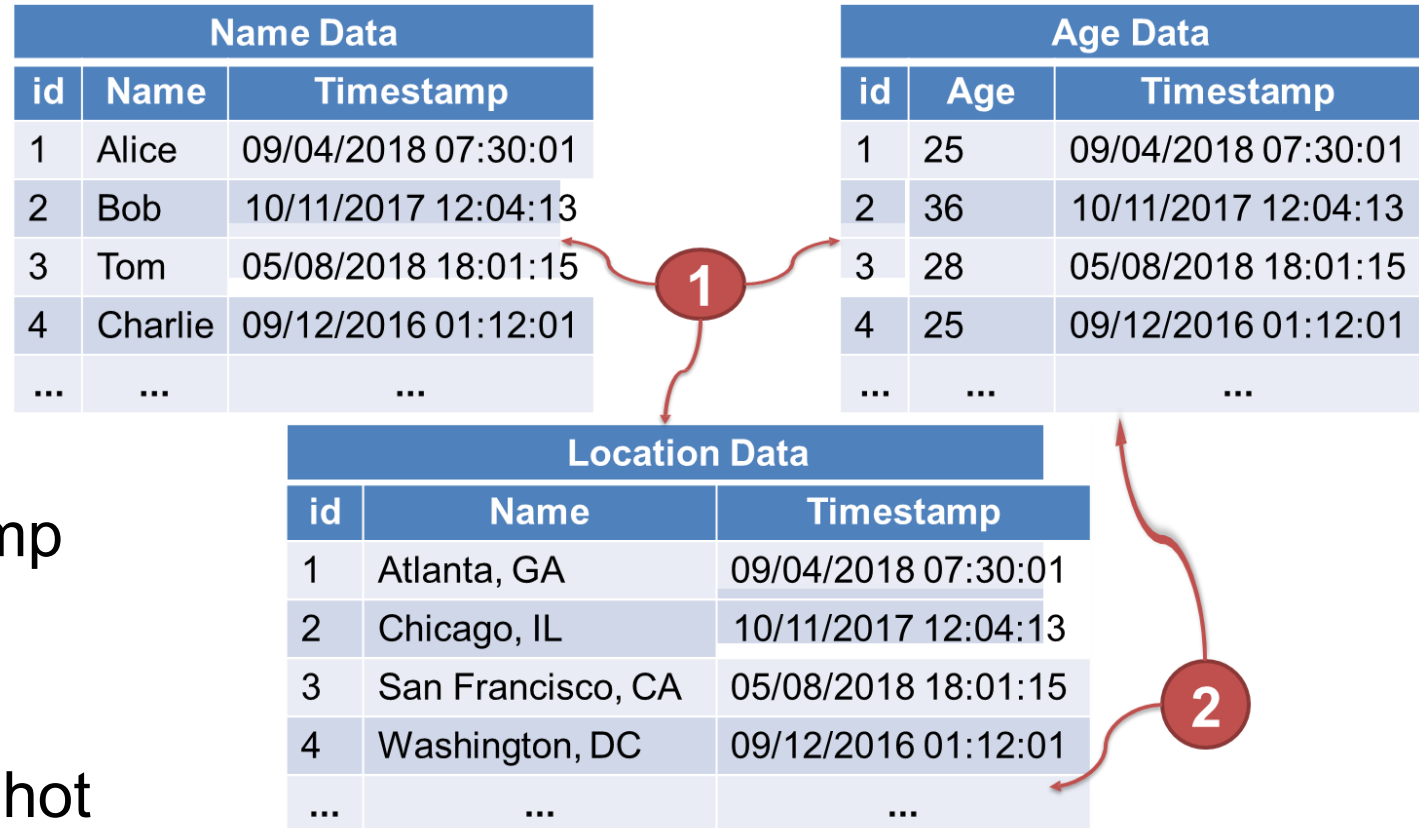 Name Data
id Name Timestamp
1 Alice 09/04/2018 07:30:01
2 Bob 10/11/2017 12:04:13
3 Tom 05/08/2018 18:01:15
4 Charlie 09/12/2016 01:12:01
... ... ...
Age Data
id Age Timestamp
1 25 09/04/2018 07:30:01
2 36 10/11/2017 12:04:13
3 28 05/08/2018 18:01:15
4 25 09/12/2016 01:12:01
... ... ...
1
Location Data
id Name Timestamp
1 Atlanta, GA 09/04/2018 07:30:01
2 Chicago, IL 10/11/2017 12:04:13
3 San Francisco, CA 05/08/2018 18:01:15
4 Washington, DC 09/12/2016 01:12:01
... ... ...
2
mp
hot